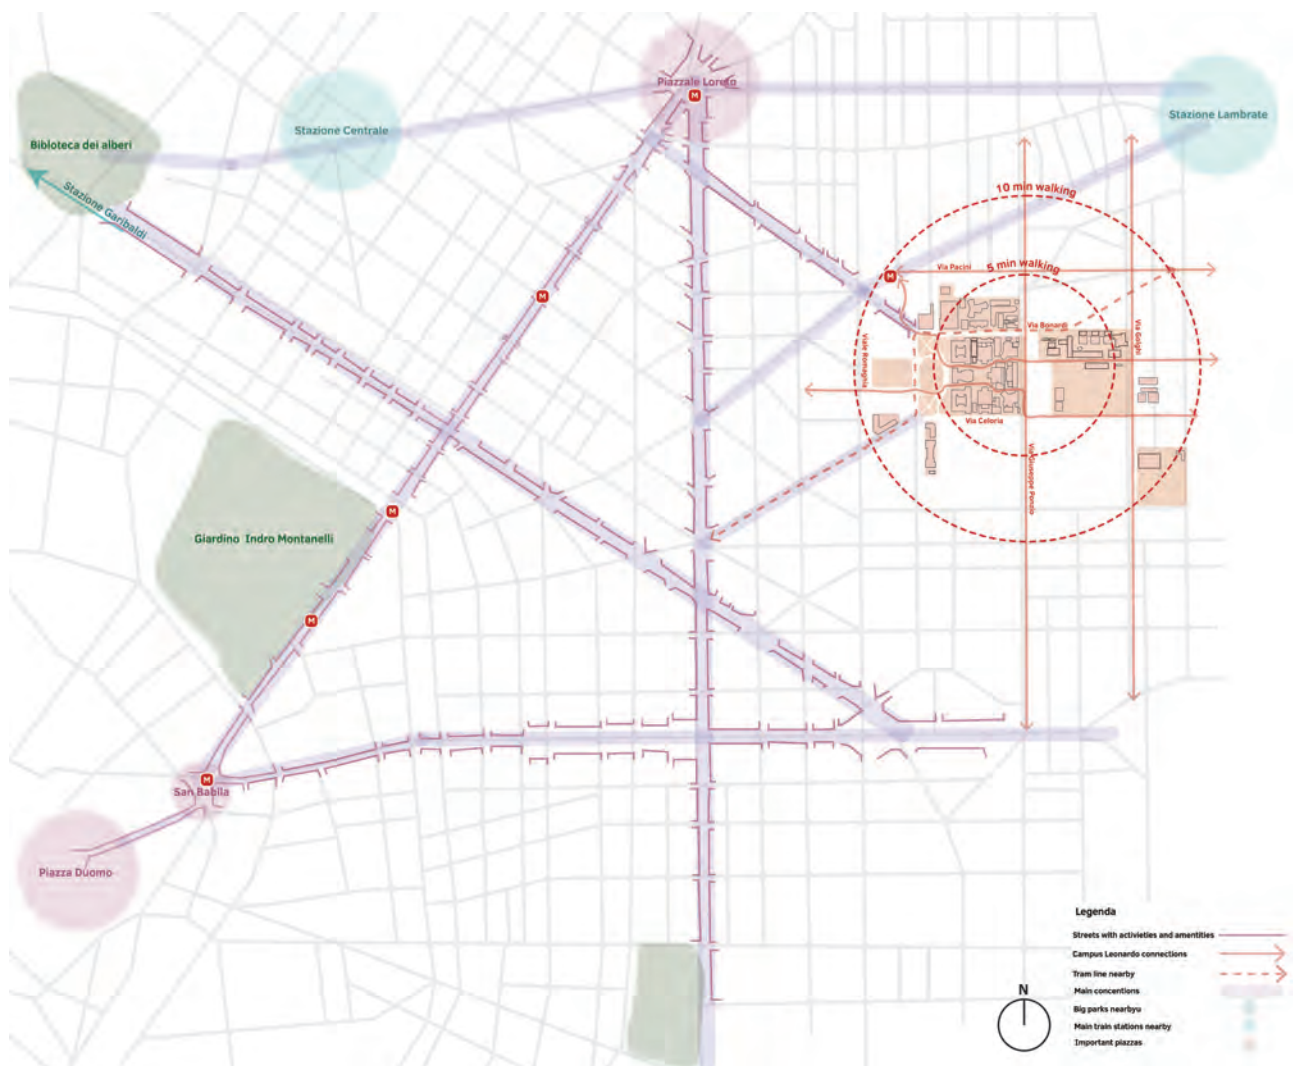 Piazzale Loreto
M
Stazione Centrale
Stazione Lambrate
Bibloteca dei alberi
Stazione Garibaldi
10 min walking
5 min walking
Via Pacini
M
M
Via Bonardi
Via Golghi
Viale Romagna
Via Celoria
Via Giuseppe Ponzio
M
Giardino Indro Montanelli
M
M
San Babila
Piazza Duomo
Legenda
Streets with activieties and amentities
Campus Leonardo connections
Tram line nearby
Main concentions
Big parks nearbyu
Main train stations nearby
Important piazzas
N